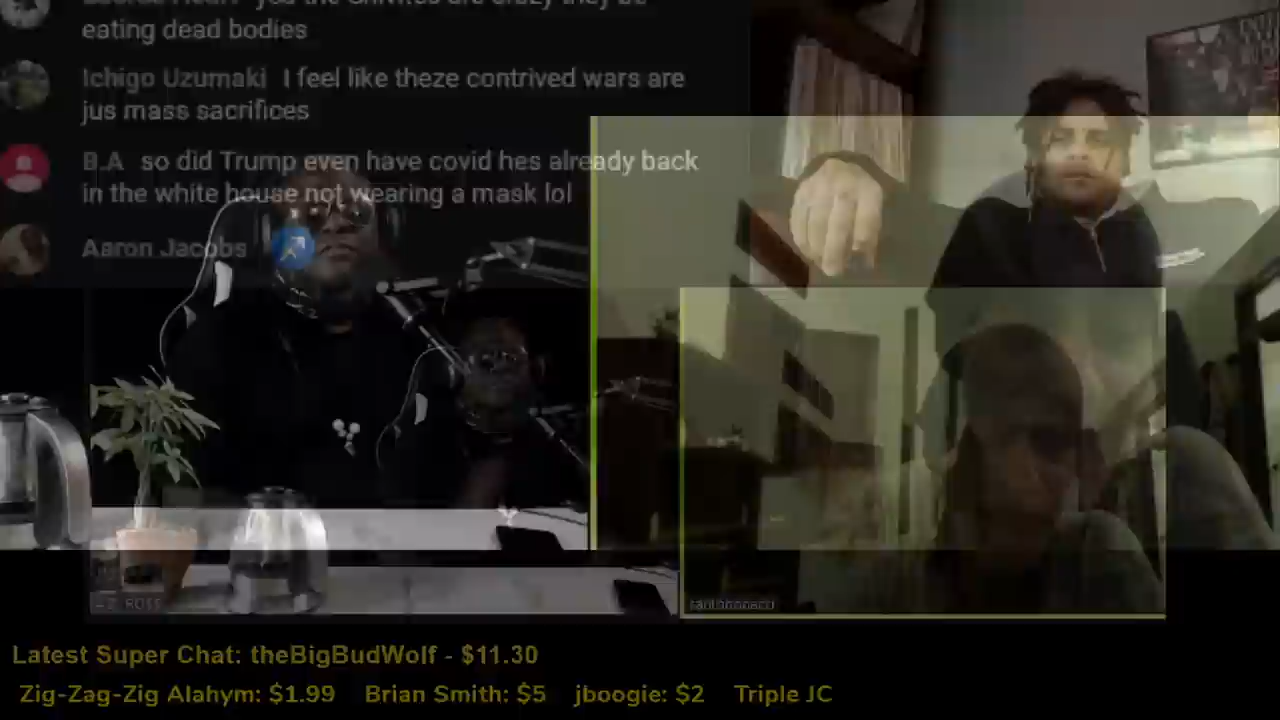 eating dead bodies
Ichigo Uzumaki I feel like theze contrived wars are
jus mass sacrifices
B.A so did Trump even have covid hes already back
in the white house not wearing a mask lol
Aaron Jacobs
Latest Super Chat: theBigBudWolf - $11.30
Zig-Zag-Zig Alahym: $1.99 Brian Smith: $5 jboogie: $2 Triple JC